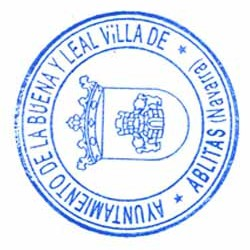 AYUNTAMIENTO DE LA BUENA Y LEAL VILLA DE
* ABLITAS (Navarra) *